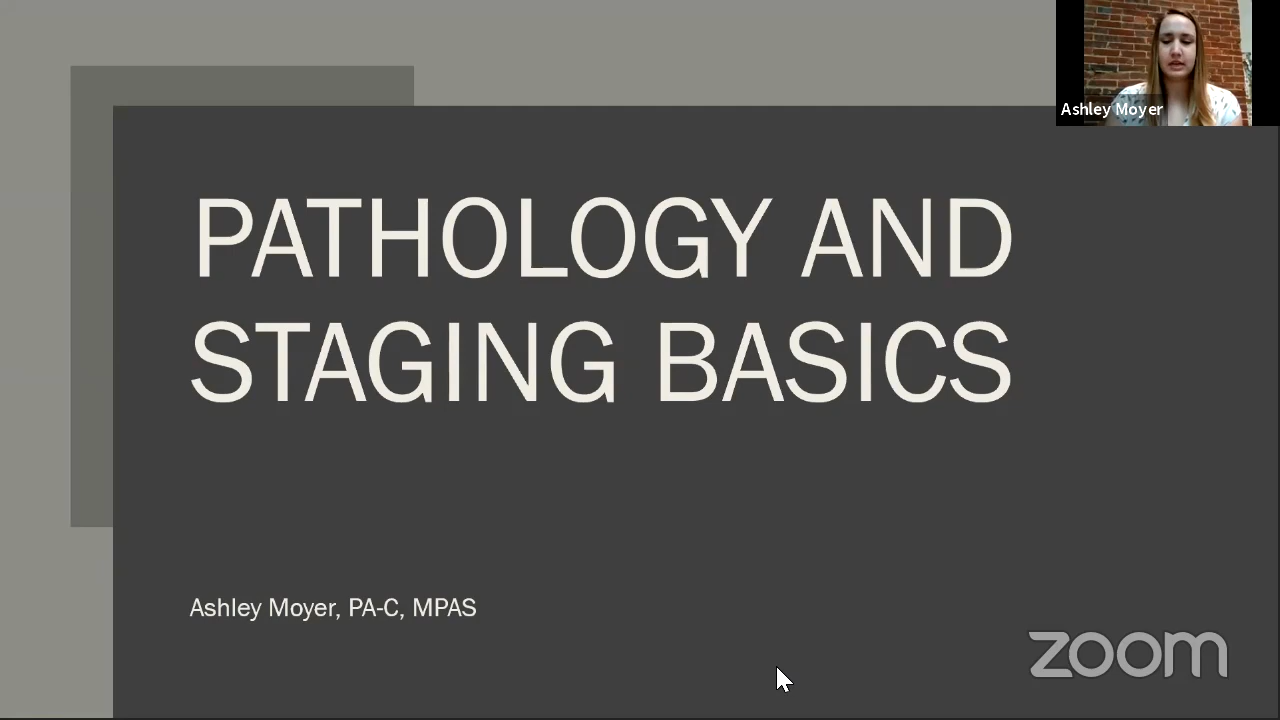 Ashley Moyer
PATHOLOGY AND
STAGING BASICS
Ashley Moyer, PA-C, MPAS
zoom